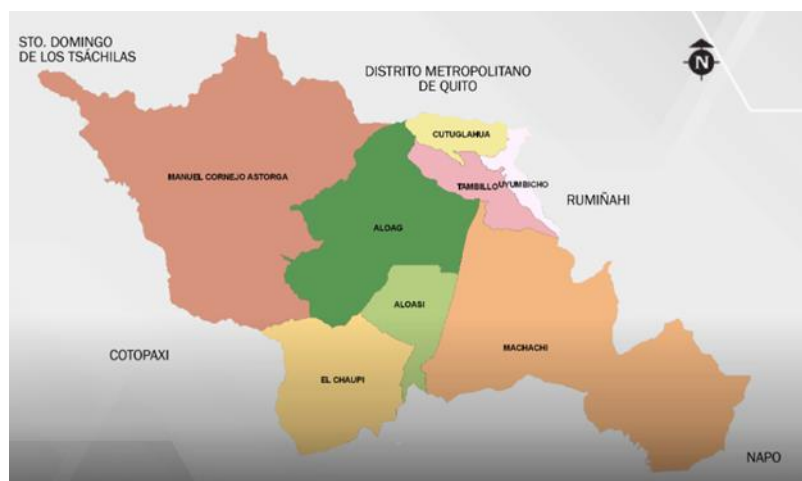 STO. DOMINGO
DE LOS TSÁCHILAS
DISTRITO METROPOLITANO
DE QUITO
N
CUTUGLAHUA
MANUEL CORNEJO ASTORGA
TAMBILLO
UYUMBICHO
RUMIÑAHI
ALOAG
ALOASI
COTOPAXI
MACHACHI
EL CHAUPI
NAPO